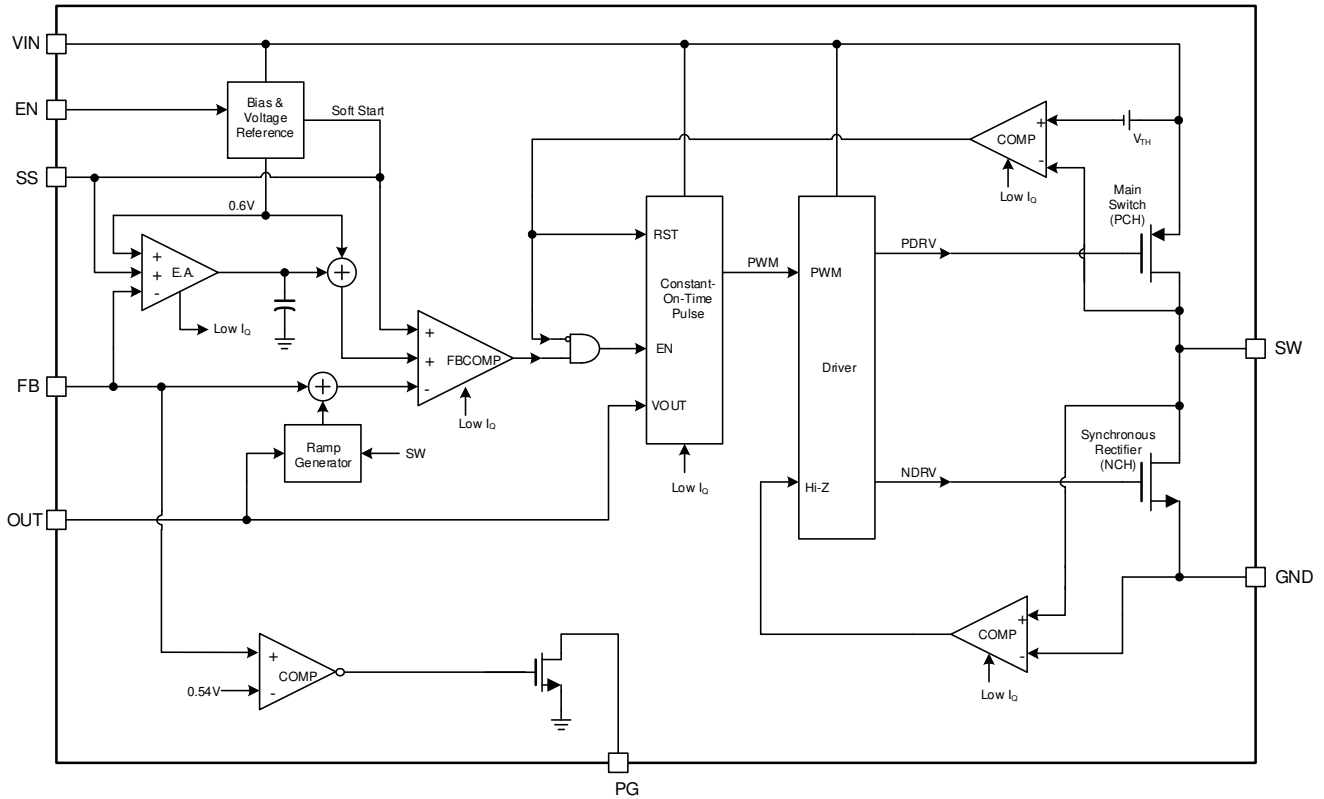 VIN
EN
SS
FB
OUT
Bias &
Voltage
Reference
Soft Start
0.6V
+
+
-
E.A.
Low IQ
+
+
+
+
-
FBCOMP
Low IQ
Ramp
Generator
SW
RST
Constant-
On-Time
Pulse
EN
VOUT
Low IQ
PWM
PWM
Driver
Hi-Z
PDRV
NDRV
+
-
COMP
Low IQ
VTH
Main
Switch
(PCH)
Synchronous
Rectifier
(NCH)
SW
GND
+
-
COMP
Low IQ
+
-
COMP
0.54V
PG